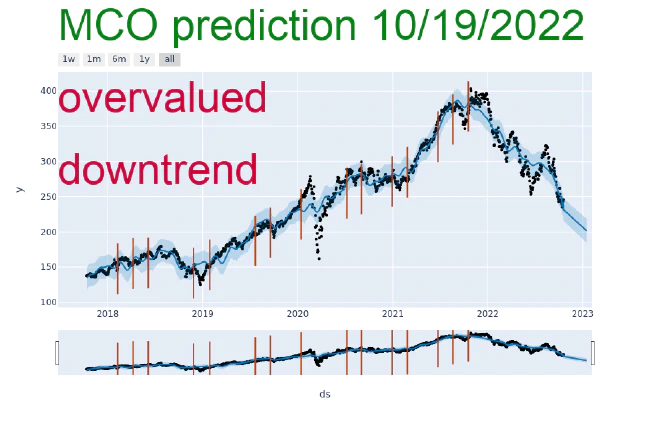 MCO prediction 10/19/2022
1w 1m 6m 1y all
400
overvalued
350
downtrend
300
250
200
150
100
y
2018 2019 2020 2021 2022 2023
ds